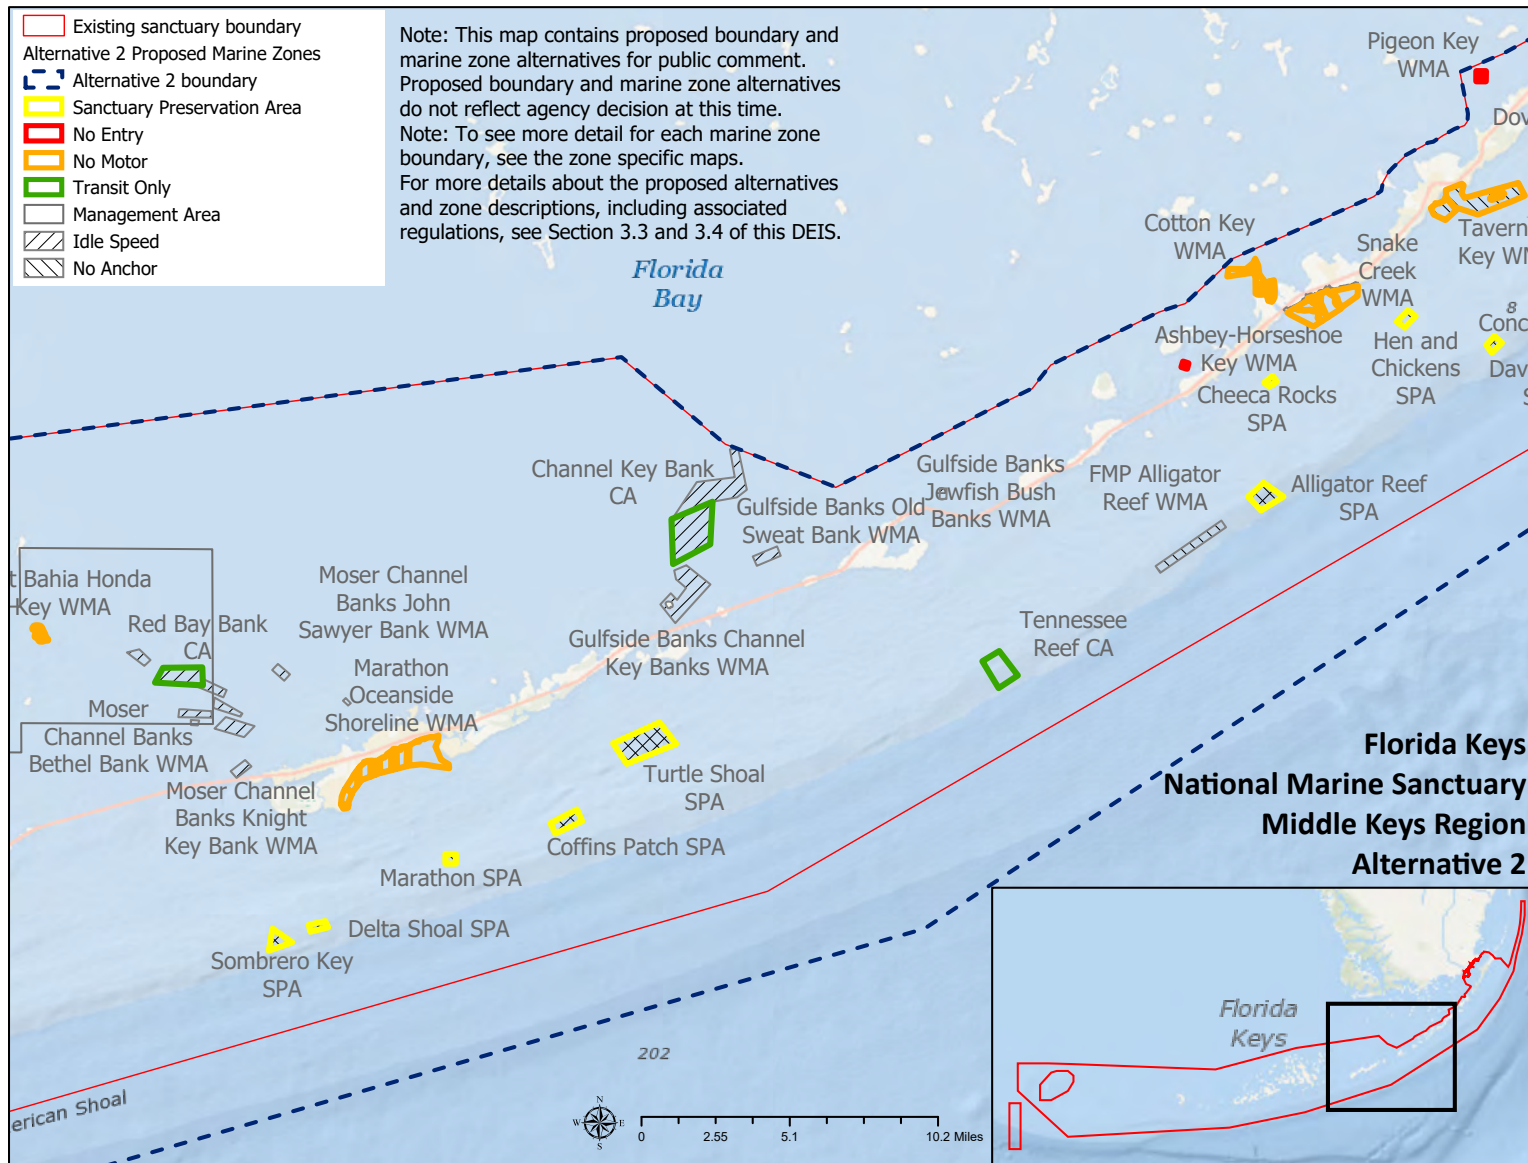 Existing sanctuary boundary
Alternative 2 Proposed Marine Zones
Alternative 2 boundary
Sanctuary Preservation Area
No Entry
No Motor
Transit Only
Management Area
Idle Speed
No Anchor
Note: This map contains proposed boundary and
marine zone alternatives for public comment.
Proposed boundary and marine zone alternatives
do not reflect agency decision at this time.
Note: To see more detail for each marine zone
boundary, see the zone specific maps.
For more details about the proposed alternatives
and zone descriptions, including associated
regulations, see Section 3.3 and 3.4 of this DEIS.
Florida
Bay
Pigeon Key
WMA
Dov
Cotton Key
WMA
Snake
Creek
WMA
Tavern
Key WM
8
Conc
Dav
S
Hen and
Chickens
SPA
Ashbey-Horseshoe
Key WMA
Cheeca Rocks
SPA
Channel Key Bank
CA
Gulfside Banks Old
Sweat Bank WMA
Gulfside Banks
Jewfish Bush
Banks WMA
FMP Alligator
Reef WMA
Alligator Reef
SPA
t Bahia Honda
Key WMA
Red Bay Bank
CA
Moser Channel
Banks John
Sawyer Bank WMA
Gulfside Banks Channel
Key Banks WMA
Tennessee
Reef CA
Marathon
Oceanside
Shoreline WMA
Moser
Channel Banks
Bethel Bank WMA
Moser Channel
Banks Knight
Key Bank WMA
Turtle Shoal
SPA
Coffins Patch SPA
Marathon SPA
Delta Shoal SPA
Sombrero Key
SPA
Florida Keys
National Marine Sanctuary
Middle Keys Region
Alternative 2
202
erican Shoal
N
W E
S
0 2.55 5.1 10.2 Miles
Florida
Keys